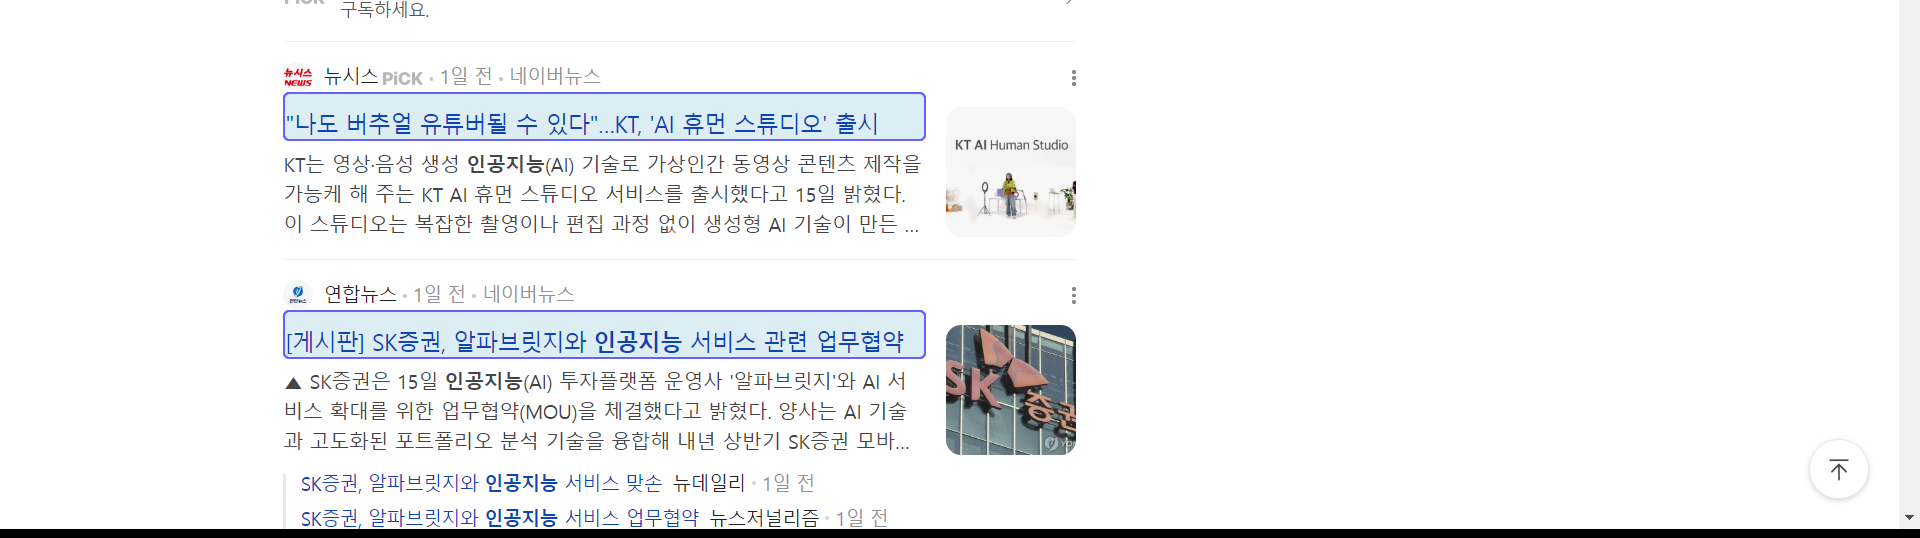 PiCK 구독하세요.
뉴시스 NEWS 뉴시스 PiCK · 1일 전 · 네이버뉴스
"나도 버추얼 유튜버될 수 있다"...KT, 'AI 휴먼 스튜디오' 출시
KT는 영상·음성 생성 인공지능(AI) 기술로 가상인간 동영상 콘텐츠 제작을
가능케 해 주는 KT AI 휴먼 스튜디오 서비스를 출시했다고 15일 밝혔다.
이 스튜디오는 복잡한 촬영이나 편집 과정 없이 생성형 AI 기술이 만든 ...
KT AI Human Studio
연합뉴스 연합뉴스 · 1일 전 · 네이버뉴스
[게시판] SK증권, 알파브릿지와 인공지능 서비스 관련 업무협약
▲ SK증권은 15일 인공지능(AI) 투자플랫폼 운영사 '알파브릿지'와 AI 서
비스 확대를 위한 업무협약(MOU)을 체결했다고 밝혔다. 양사는 AI 기술
과 고도화된 포트폴리오 분석 기술을 융합해 내년 상반기 SK증권 모바...
SK 증권
YO
SK증권, 알파브릿지와 인공지능 서비스 맞손 뉴데일리 · 1일 전
SK증권, 알파브릿지와 인공지능 서비스 업무협약 뉴스저널리즘 · 1일 전